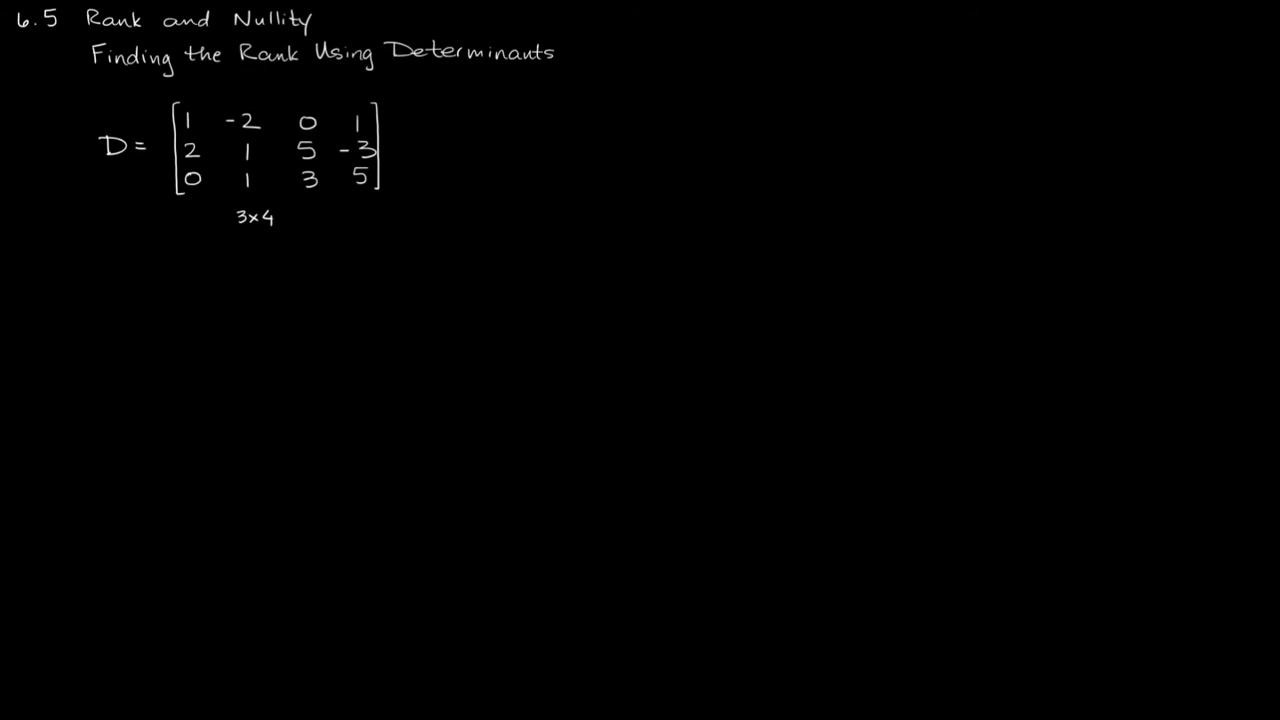 6.5 Rank and Nullity
Finding the Rank Using Determinants
D = [1 -2 0 1
2 1 5 -3
0 1 3 5]
3×4